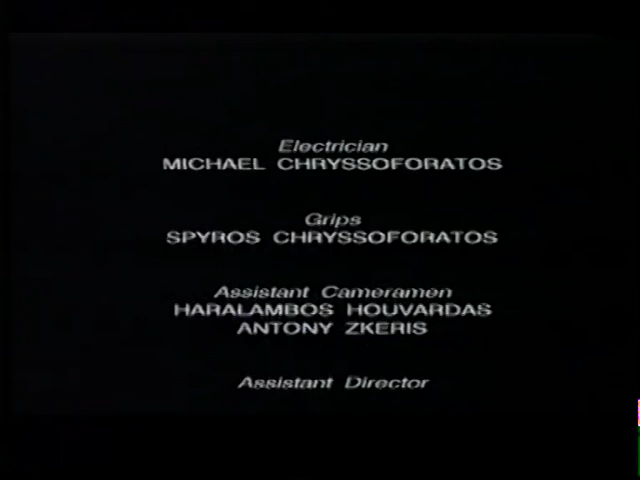 Electrician
MICHAEL CHRYSSOFORATOS
Grips
SPYROS CHRYSSOFORATOS
Assistant Cameramen
HARALAMBOS HOUVARDAS
ANTONY ZKERIS
Assistant Director